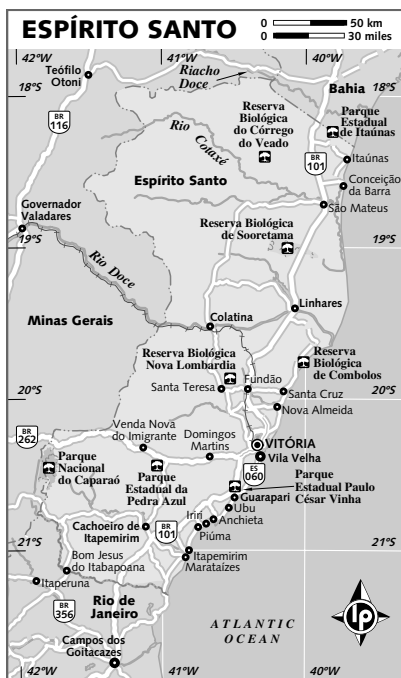 ESPÍRITO SANTO
0 50 km
0 30 miles
42°W
41°W
40°W
Teófilo
Otoni
Riacho
Doce
Bahia
18°S
18°S
Reserva
Biológica
do Córrego
do Veado
Parque
Estadual
de Itaúnas
BR
116
Rio
Cotaxé
BR
101
Itaúnas
Espírito Santo
Conceição
da Barra
Governador
Valadares
São Mateus
Reserva Biológica
de Sooretama
19°S
19°S
Rio Doce
Linhares
Minas Gerais
Colatina
Reserva Biológica
Nova Lombardia
Reserva
Biológica
de Combolos
Santa Teresa
Fundão
20°S
20°S
Santa Cruz
Nova Almeida
BR
262
Venda Nova
do Imigrante
Domingos
Martins
VITÓRIA
Vila Velha
Parque
Nacional
do Caparaó
Parque
Estadual da
Pedra Azul
ES
060
Parque
Estadual Paulo
César Vinha
Guarapari
Ubu
Anchieta
Iriri
Piúma
Cachoeiro de
Itapemirim
BR
101
21°S
21°S
Bom Jesus
do Itabapoana
Itapemirim
Marataízes
Itaperuna
Rio de
Janeiro
BR
356
ATLANTIC
OCEAN
lp
Campos dos
Goitacazes
42°W
41°W
40°W